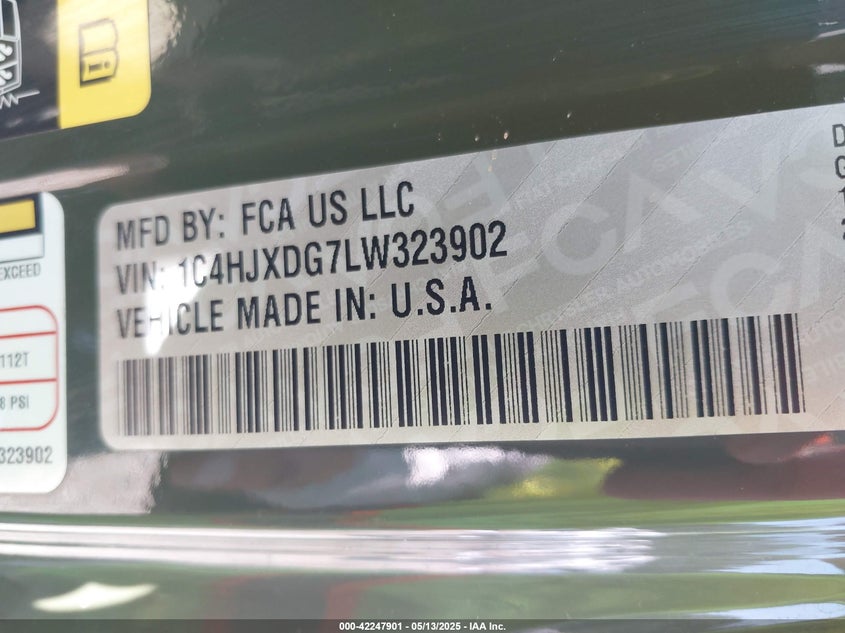 MFD BY: FCA US LLC
VIN: 1C4HJXDG7LW323902
VEHICLE MADE IN: U.S.A.
EXCEED
112T
8 PSI
323902
000-42247901 - 05/13/2025 - IAA Inc.